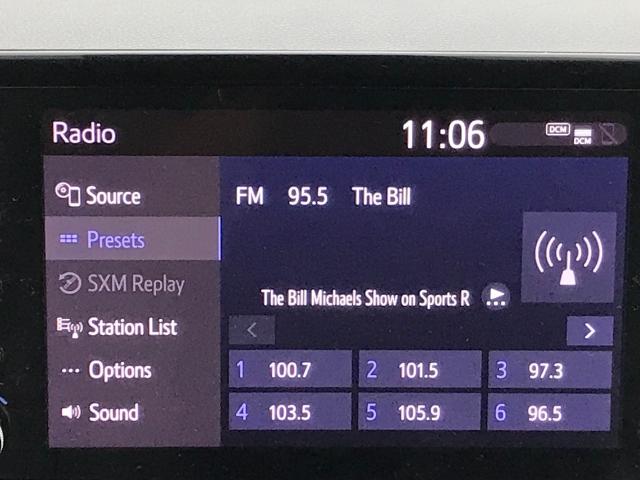 Radio 11:06 DCM
DCM
Source
FM 95.5 The Bill
Presets
SXM Replay
The Bill Michaels Show on Sports R
Station List
Options
1 100.7 2 101.5 3 97.3
Sound
4 103.5 5 105.9 6 96.5